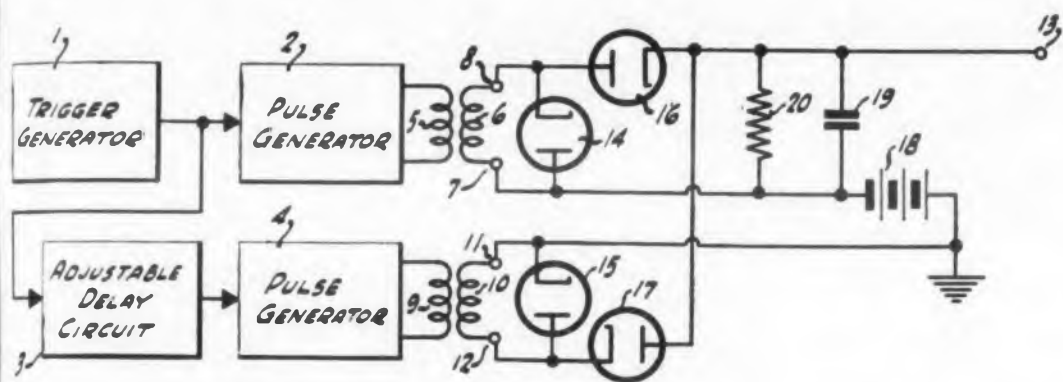 1
TRIGGER
GENERATOR
2
PULSE
GENERATOR
5
6
7
8
14
16
13
20
19
18
3
ADJUSTABLE
DELAY
CIRCUIT
4
PULSE
GENERATOR
9
10
11
12
15
17